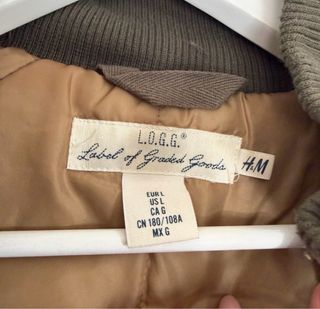 L.O.G.G.®
Label of Graded Goods
H&M
EUR L
US L
CA G
CN 180/108A
MX G